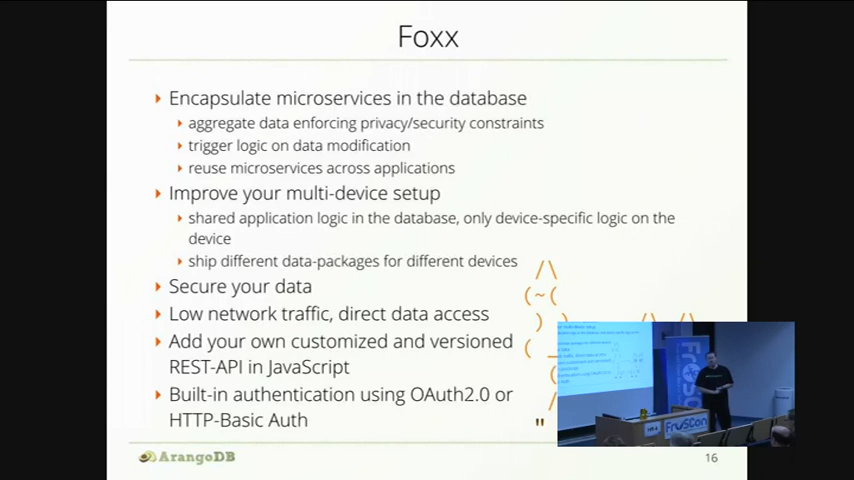 Foxx
Encapsulate microservices in the database
aggregate data enforcing privacy/security constraints
trigger logic on data modification
reuse microservices across applications
Improve your multi-device setup
shared application logic in the database, only device-specific logic on the
device
ship different data-packages for different devices
Secure your data
Low network traffic, direct data access
Add your own customized and versioned
REST-API in JavaScript
Built-in authentication using OAuth2.0 or
HTTP-Basic Auth
/\
(~(
) ) /\_/\
( _
(
/
"
FrOSCon
ArangoDB
16